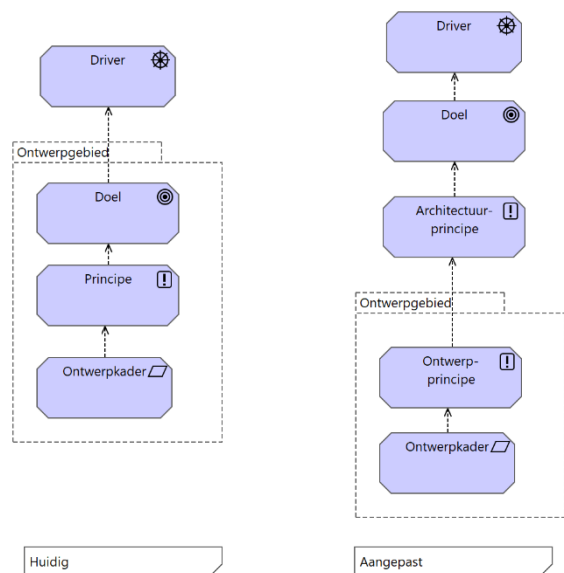 Driver
Ontwerpgebied
Doel
Principe
Ontwerpkader
Huidig
Driver
Doel
Architectuur-
principe
Ontwerpgebied
Ontwerp-
principe
Ontwerpkader
Aangepast